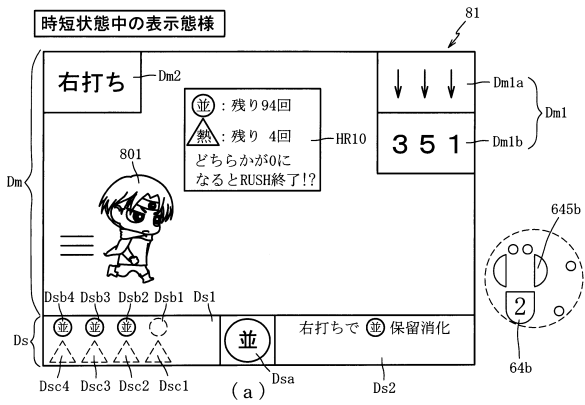 時短状態中の表示態様
81
右打ち
Dm2
↓ ↓ ↓
Dm1a
Dm1
351
Dm1b
並:残り94回
熱:残り 4回
どちらかが0に
なるとRUSH終了!?
HR10
Dm
801
645b
2
64b
Dsb4 Dsb3 Dsb2 Dsb1 Ds1
Ds
並 並 並
並
右打ちで 並 保留消化
Dsc4 Dsc3 Dsc2 Dsc1
Dsa
Ds2
(a)